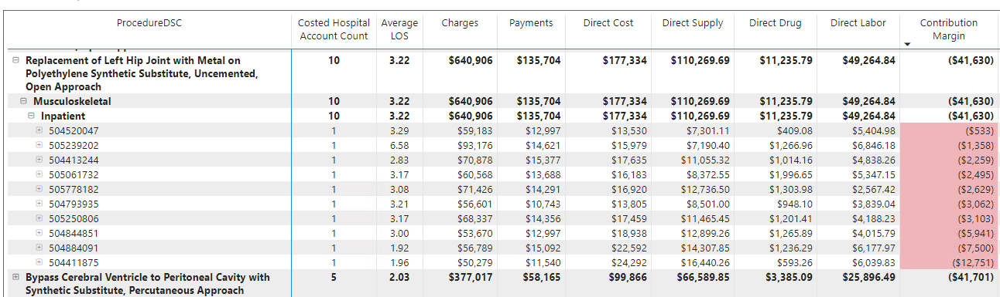 ProcedureDSC Costed Hospital Average Charges Payments Direct Cost Direct Supply Direct Drug Direct Labor Contribution
Account Count LOS Margin
Replacement of Left Hip Joint with Metal on 10 3.22 $640,906 $135,704 $177,334 $110,269.69 $11,235.79 $49,264.84 ($41,630)
Polyethylene Synthetic Substitute, Uncemented,
Open Approach
Musculoskeletal 10 3.22 $640,906 $135,704 $177,334 $110,269.69 $11,235.79 $49,264.84 ($41,630)
Inpatient 10 3.22 $640,906 $135,704 $177,334 $110,269.69 $11,235.79 $49,264.84 ($41,630)
504520047 1 3.29 $59,183 $12,997 $13,530 $7,301.11 $409.08 $5,404.98 ($533)
505239202 1 6.58 $93,176 $14,621 $15,979 $7,190.40 $1,266.96 $6,846.18 ($1,358)
504413244 1 2.83 $70,878 $15,377 $17,635 $11,055.32 $1,014.16 $4,838.26 ($2,259)
505061732 1 3.17 $60,568 $13,688 $16,183 $8,372.55 $1,996.65 $5,347.15 ($2,495)
505778182 1 3.08 $71,426 $14,291 $16,920 $12,736.50 $1,303.98 $2,567.42 ($2,629)
504793935 1 3.21 $56,601 $10,743 $13,805 $8,501.00 $948.10 $3,839.04 ($3,062)
505250806 1 3.17 $68,337 $14,356 $17,459 $11,465.45 $1,201.41 $4,188.23 ($3,103)
504844851 1 3.00 $53,670 $12,997 $18,938 $12,899.26 $1,265.89 $4,015.79 ($5,941)
504884091 1 1.92 $56,789 $15,092 $22,592 $14,307.85 $1,236.29 $6,177.97 ($7,500)
504411875 1 1.96 $50,279 $11,540 $24,292 $16,440.26 $593.26 $6,039.83 ($12,751)
Bypass Cerebral Ventricle to Peritoneal Cavity with 5 2.03 $377,017 $58,165 $99,866 $66,589.85 $3,385.09 $25,896.49 ($41,701)
Synthetic Substitute, Percutaneous Approach